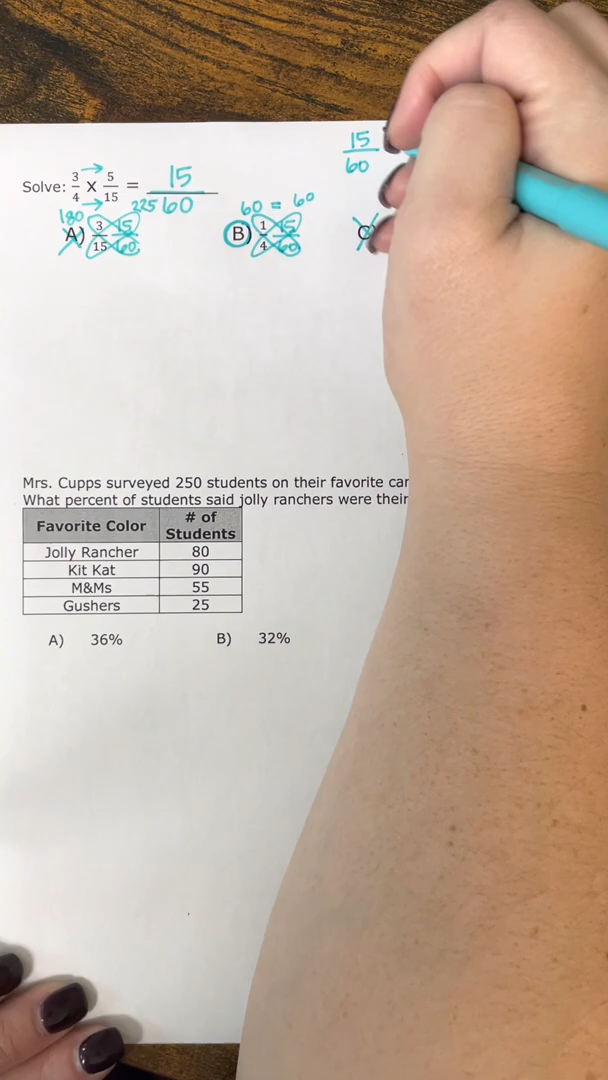 15
60
Solve: 3/4 x 5/15 = 15/60
180 225 60 = 60
A) 3/15 15/60 B) 1/4 15/60 C)
Mrs. Cupps surveyed 250 students on their favorite
What percent of students said jolly ranchers were their
Favorite Color # of Students
Jolly Rancher 80
Kit Kat 90
M&Ms 55
Gushers 25
A) 36% B) 32%